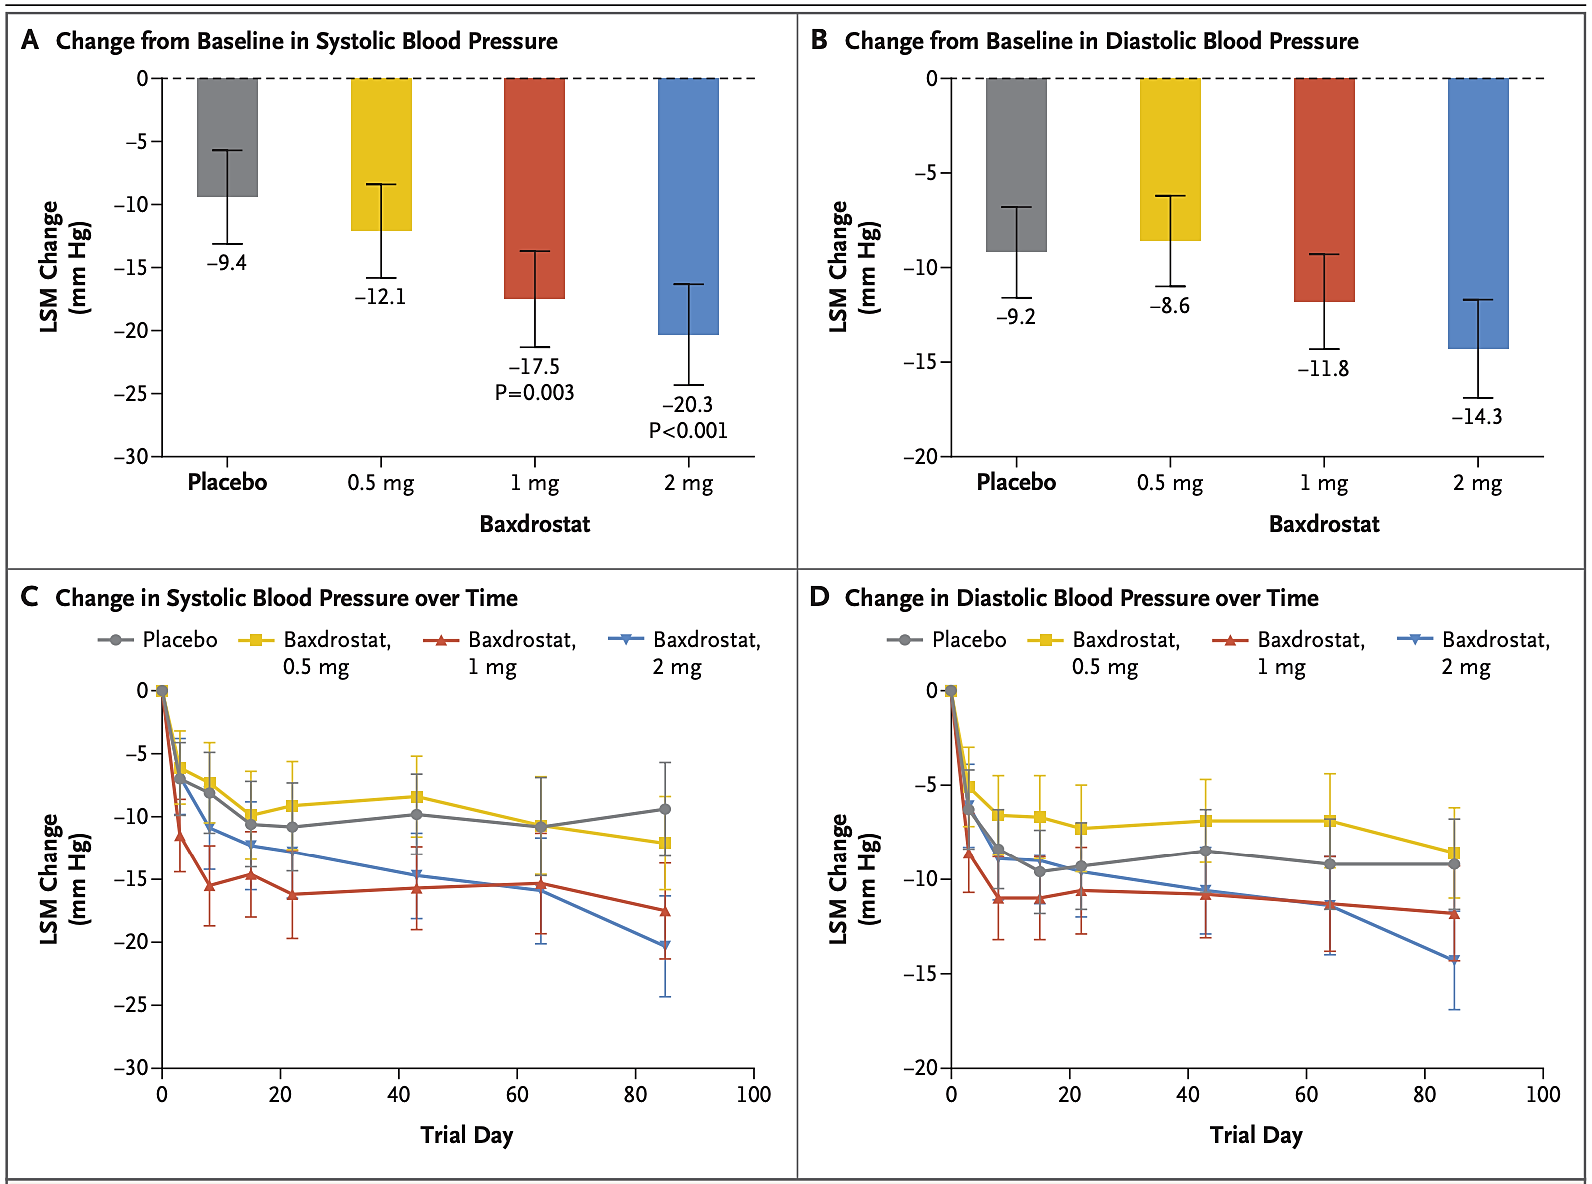 A Change from Baseline in Systolic Blood Pressure
LSM Change
(mm Hg)
0
–5
–10
–15
–20
–25
–30
–9.4
–12.1
–17.5
P=0.003
–20.3
P<0.001
Placebo 0.5 mg 1 mg 2 mg
Baxdrostat
B Change from Baseline in Diastolic Blood Pressure
LSM Change
(mm Hg)
0
–5
–10
–15
–20
–9.2
–8.6
–11.8
–14.3
Placebo 0.5 mg 1 mg 2 mg
Baxdrostat
C Change in Systolic Blood Pressure over Time
Placebo Baxdrostat, Baxdrostat, Baxdrostat,
0.5 mg 1 mg 2 mg
LSM Change
(mm Hg)
0
–5
–10
–15
–20
–25
–30
0 20 40 60 80 100
Trial Day
D Change in Diastolic Blood Pressure over Time
Placebo Baxdrostat, Baxdrostat, Baxdrostat,
0.5 mg 1 mg 2 mg
LSM Change
(mm Hg)
0
–5
–10
–15
–20
0 20 40 60 80 100
Trial Day